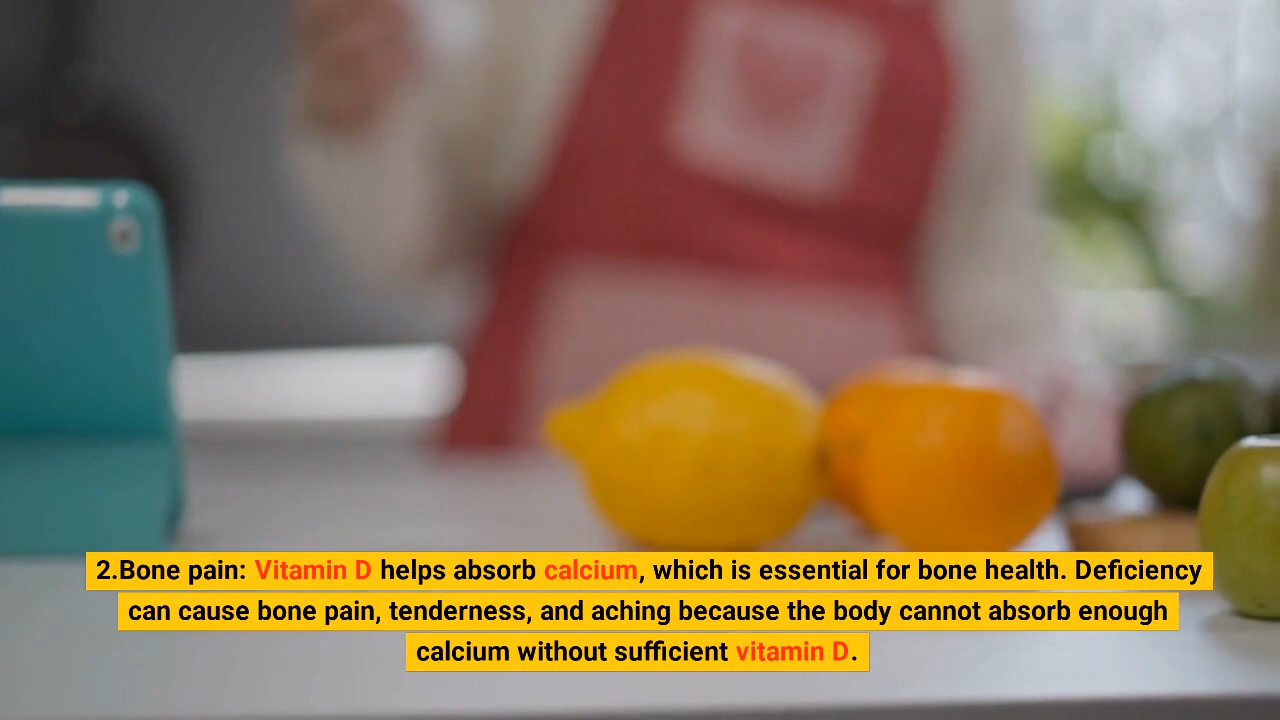 2.Bone pain: Vitamin D helps absorb calcium, which is essential for bone health. Deficiency
can cause bone pain, tenderness, and aching because the body cannot absorb enough
calcium without sufficient vitamin D.